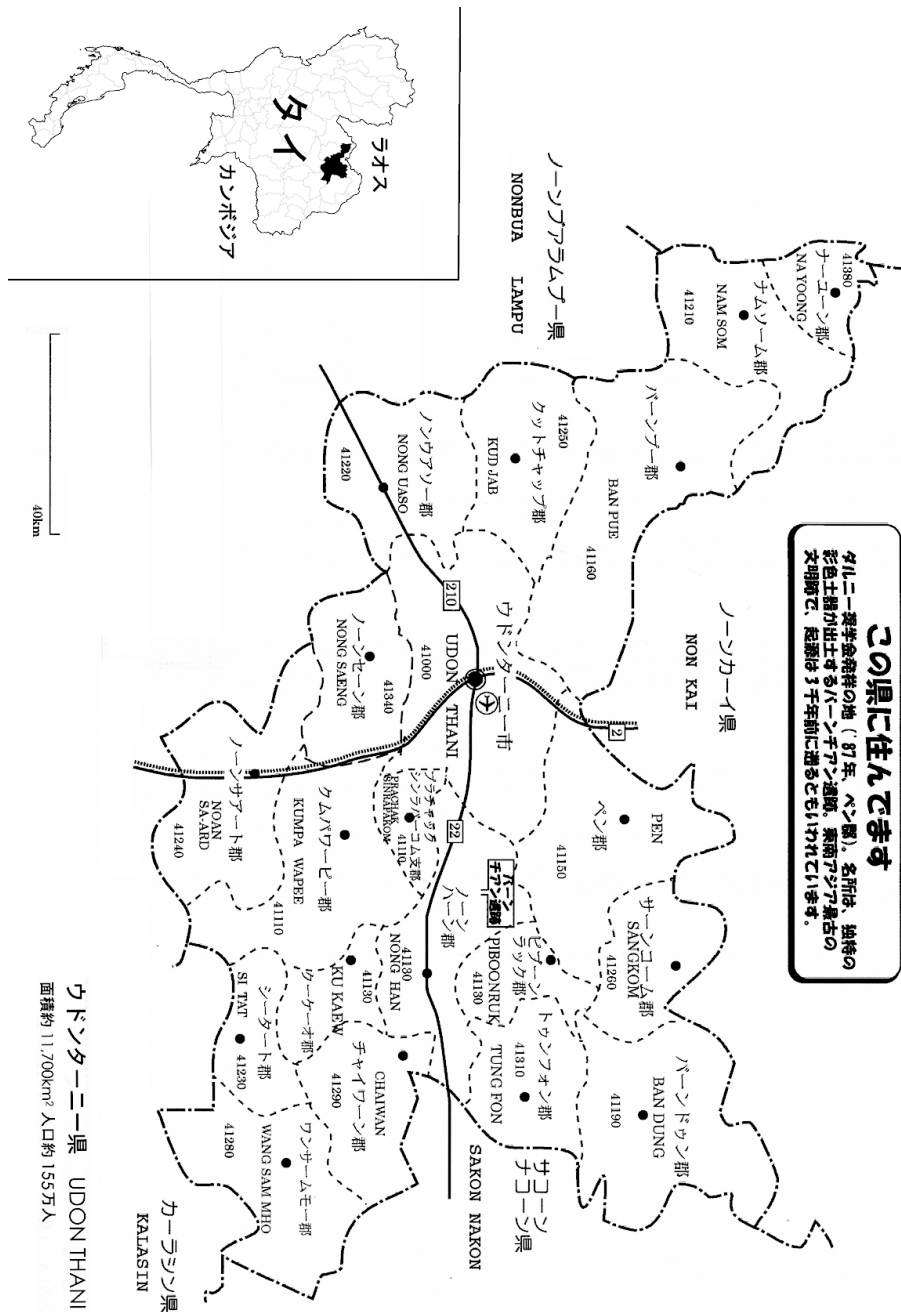 この県に住んでます
ダルニー奨学会発祥の地（'87年、ペン郡）。名所は、独特の
彩色土器が出土するバーンチアン遺跡。東南アジア最古の
文明跡で、起源は3千年前に遡るともいわれています。
タイ
ラオス
カンボジア
ノーンブアラムプー県
NONBUA LAMPU
ノーンカーイ県
NON KAI
サコーン
ナコーン県
SAKON NAKON
カーラシン県
KALASIN
41380
ナーユーン郡
NA YOONG
ナムソーム郡
NAM SOM
41210
バーンプー郡
BAN PUE
41160
41250
クットチャップ郡
KUD JAB
ノンウアソー郡
NONG UASO
41220
210
ウドンターニー市
UDON THANI
41000
2
22
41340
ノーンセーン郡
NONG SAENG
ノーンサアート郡
NOAN
SA-ARD
41240
クムパワーピー郡
KUMPA WAPEE
41110
プラチャック
シンラパーコム支郡
PRACHAK
SINRAPAKOM
41110
PEN
ペン郡
41150
サーンコーム郡
SANGKOM
41260
バーンドゥン郡
BAN DUNG
41190
バーン
チアン遺跡
ピブーン
ラック郡
PIBOONRUK
41130
トゥンフォン郡
41310
TUNG FON
ノーン
ハーン郡
41130
NONG HAN
41130
KU KAEW
クーケーオ郡
CHAIWAN
チャイワーン郡
41290
シータート郡
SI TAT
41230
ワンサームモー郡
WANG SAM MHO
41280
40km
ウドンターニー県 UDON THANI
面積約 11,700km² 人口約 155万人